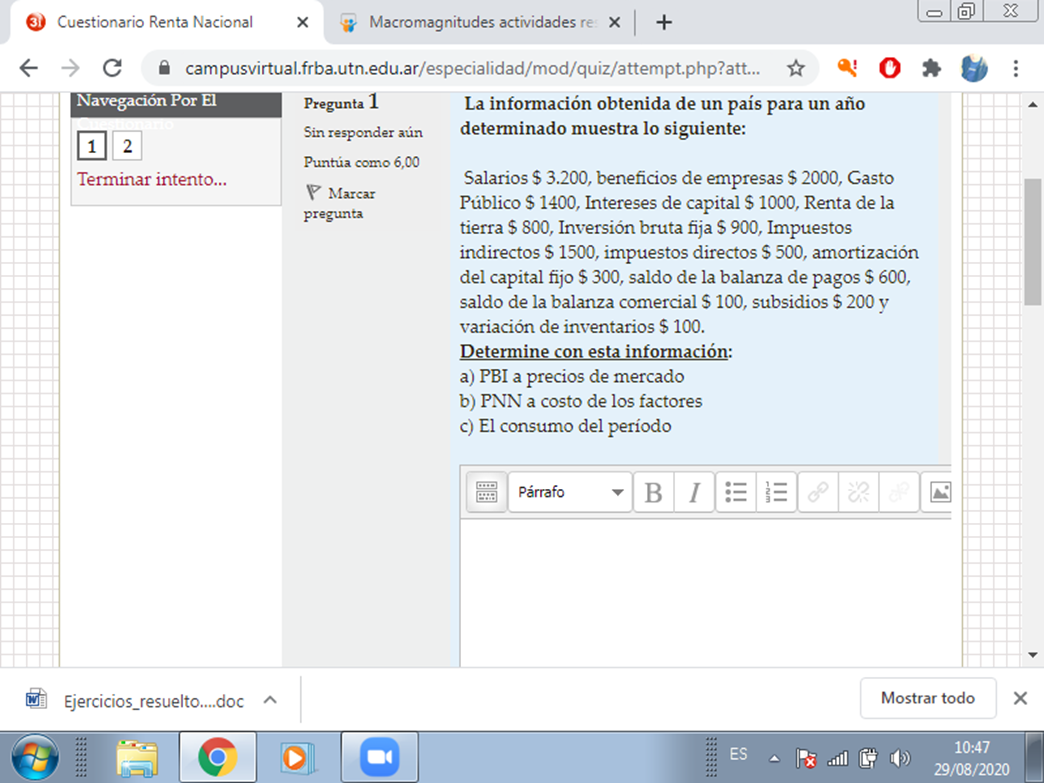 Cuestionario Renta Nacional
Macromagnitudes actividades re
campusvirtual.frba.utn.edu.ar/especialidad/mod/quiz/attempt.php?att...
Navegación Por El
Cuestionario
1 2
Terminar intento...
Pregunta 1
Sin responder aún
Puntúa como 6,00
Marcar
pregunta
La información obtenida de un país para un año
determinado muestra lo siguiente:
Salarios $ 3.200, beneficios de empresas $ 2000, Gasto
Público $ 1400, Intereses de capital $ 1000, Renta de la
tierra $ 800, Inversión bruta fija $ 900, Impuestos
indirectos $ 1500, impuestos directos $ 500, amortización
del capital fijo $ 300, saldo de la balanza de pagos $ 600,
saldo de la balanza comercial $ 100, subsidios $ 200 y
variación de inventarios $ 100.
Determine con esta información:
a) PBI a precios de mercado
b) PNN a costo de los factores
c) El consumo del período
Párrafo
B I
Ejercicios_resuelto....doc
Mostrar todo
ES
10:47
29/08/2020